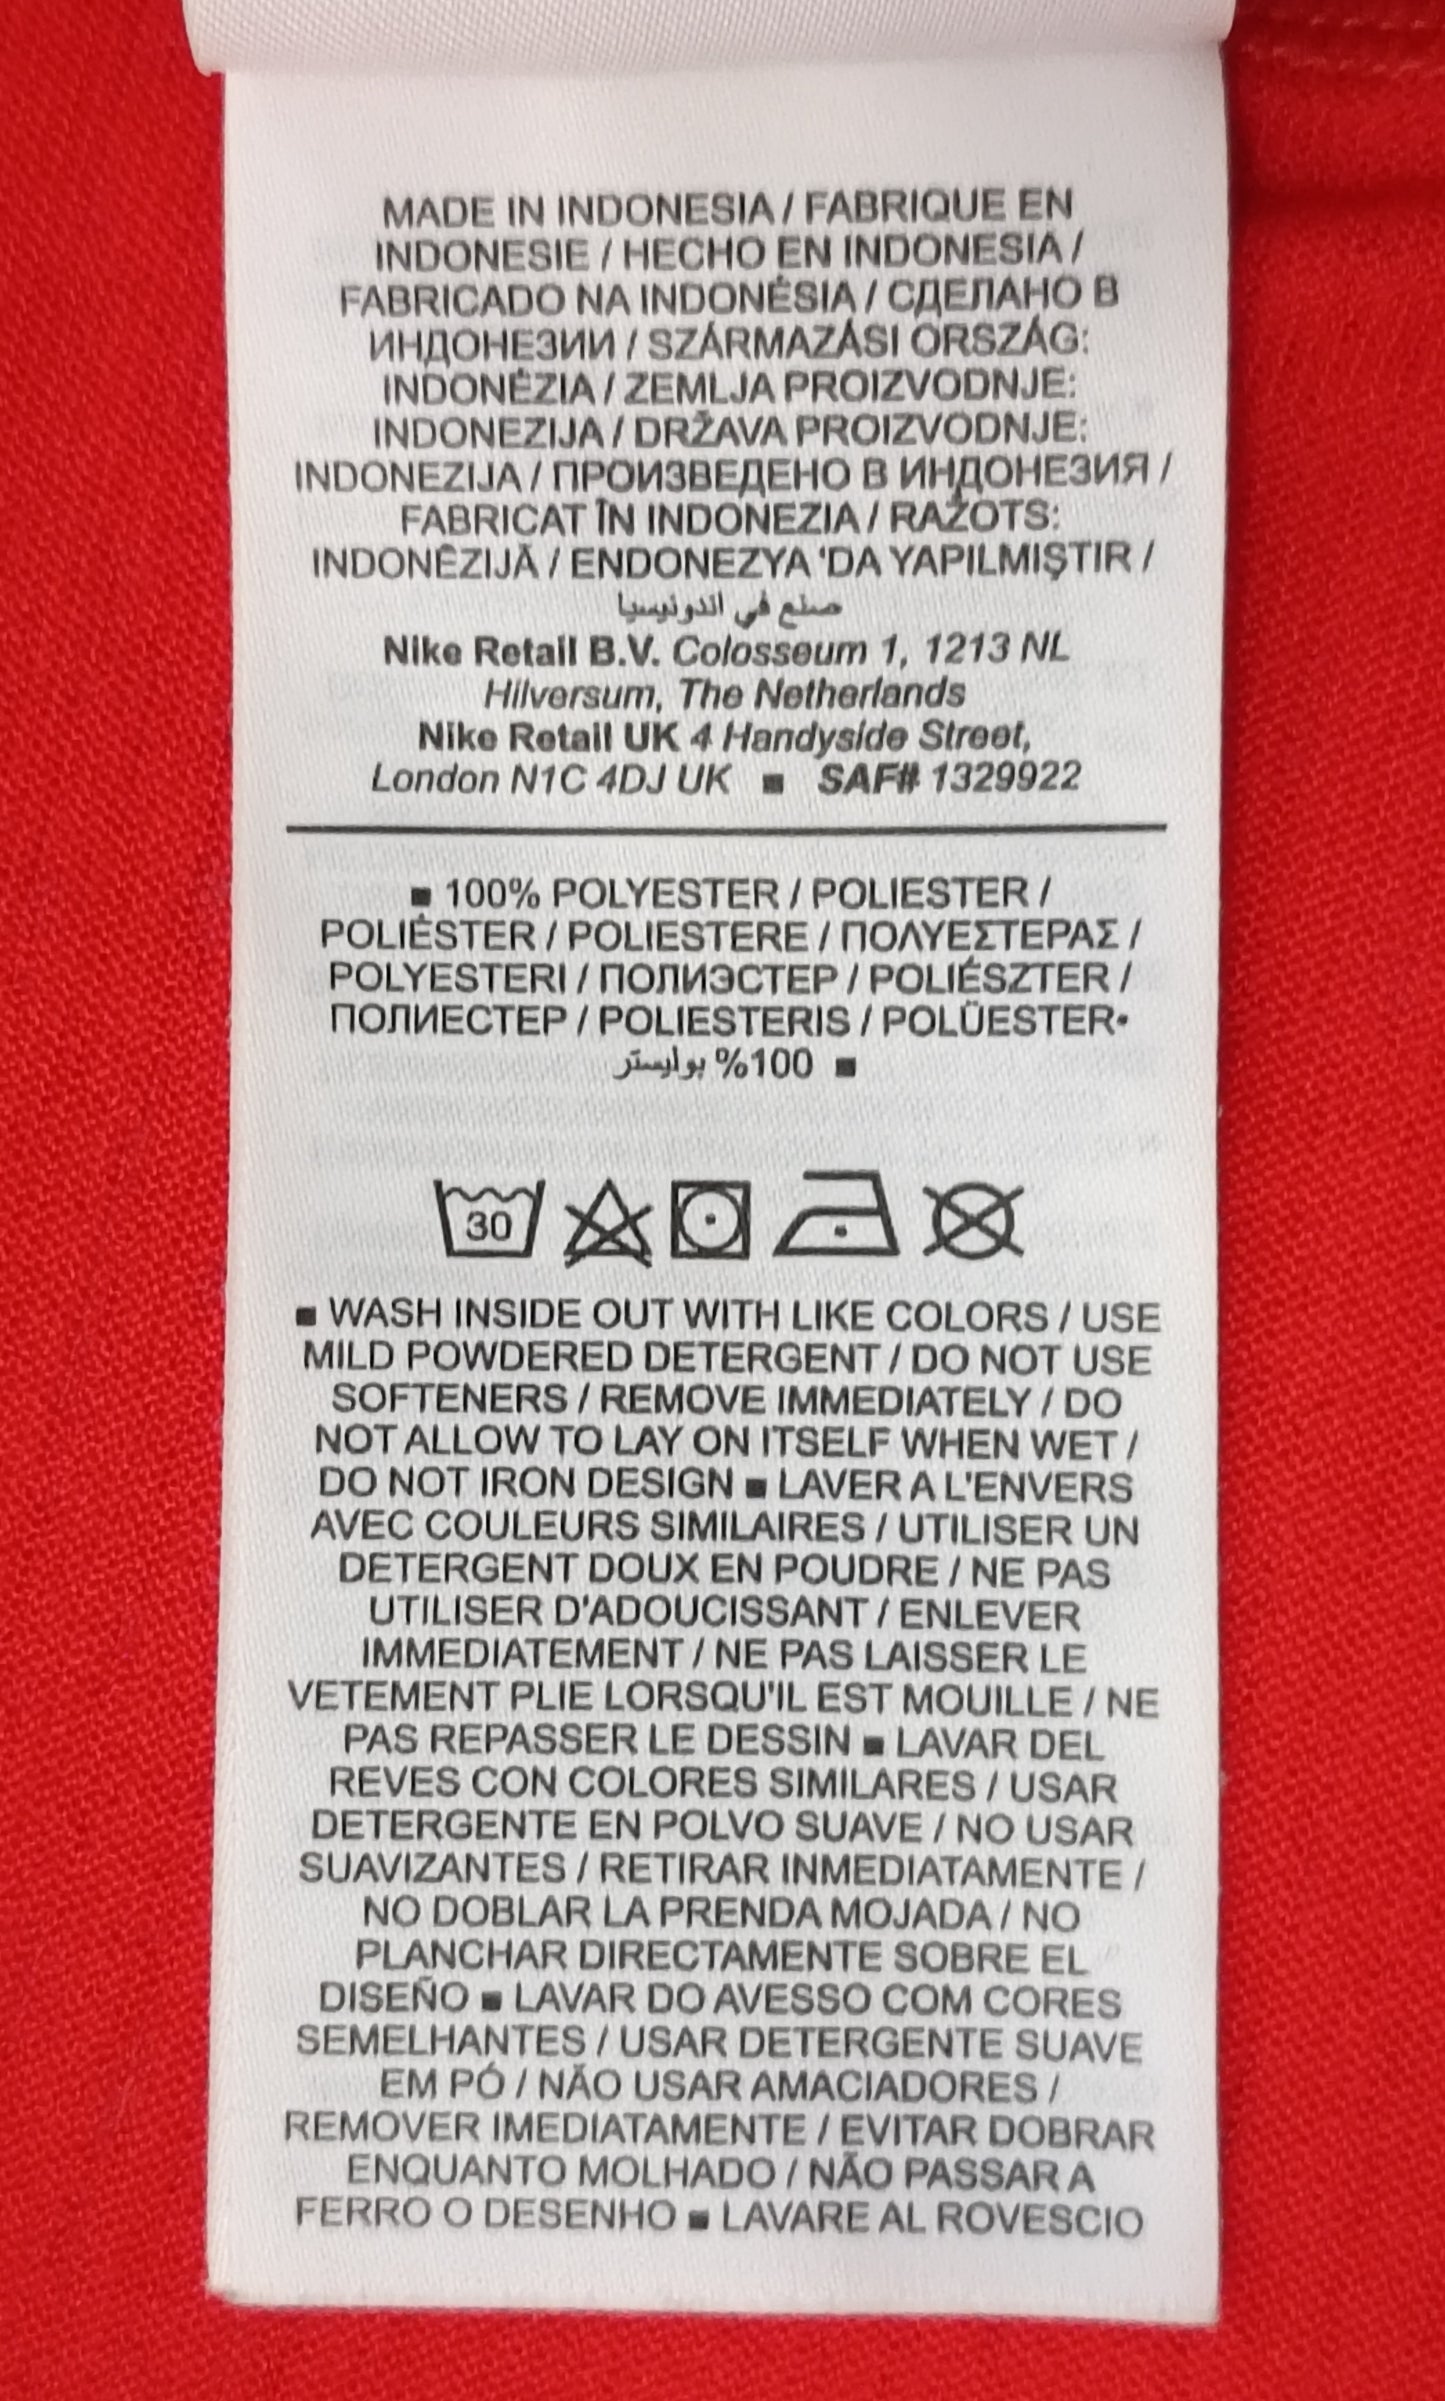 MADE IN INDONESIA / FABRIQUE EN
INDONESIE / HECHO EN INDONESIA /
FABRICADO NA INDONÉSIA / СДЕЛАНО В
ИНДОНЕЗИИ / SZÁRMAZÁSI ORSZÁG:
INDONÉZIA / ZEMLJA PROIZVODNJE:
INDONEZIJA / DRŽAVA PROIZVODNJE:
INDONEZIJA / ПРОИЗВЕДЕНО В ИНДОНЕЗИЯ /
FABRICAT ÎN INDONEZIA / RAŽOTS:
INDONĒZIJĀ / ENDONEZYA 'DA YAPILMIŞTIR /
صنع في اندونيسيا
Nike Retail B.V. Colosseum 1, 1213 NL
Hilversum, The Netherlands
Nike Retail UK 4 Handyside Street,
London N1C 4DJ UK ■ SAF# 1329922
■ 100% POLYESTER / POLIESTER /
POLIÉSTER / POLIESTERE / ΠΟΛΥΕΣΤΕΡΑΣ /
POLYESTERI / ПОЛИЭСТЕР / POLIÉSZTER /
ПОЛИЕСТЕР / POLIESTERIS / POLÜESTER•
■ 100% بوليستر
30
■ WASH INSIDE OUT WITH LIKE COLORS / USE
MILD POWDERED DETERGENT / DO NOT USE
SOFTENERS / REMOVE IMMEDIATELY / DO
NOT ALLOW TO LAY ON ITSELF WHEN WET /
DO NOT IRON DESIGN ■ LAVER A L'ENVERS
AVEC COULEURS SIMILAIRES / UTILISER UN
DETERGENT DOUX EN POUDRE / NE PAS
UTILISER D'ADOUCISSANT / ENLEVER
IMMEDIATEMENT / NE PAS LAISSER LE
VETEMENT PLIE LORSQU'IL EST MOUILLE / NE
PAS REPASSER LE DESSIN ■ LAVAR DEL
REVES CON COLORES SIMILARES / USAR
DETERGENTE EN POLVO SUAVE / NO USAR
SUAVIZANTES / RETIRAR INMEDIATAMENTE /
NO DOBLAR LA PRENDA MOJADA / NO
PLANCHAR DIRECTAMENTE SOBRE EL
DISEÑO ■ LAVAR DO AVESSO COM CORES
SEMELHANTES / USAR DETERGENTE SUAVE
EM PÓ / NÃO USAR AMACIADORES /
REMOVER IMEDIATAMENTE / EVITAR DOBRAR
ENQUANTO MOLHADO / NÃO PASSAR A
FERRO O DESENHO ■ LAVARE AL ROVESCIO